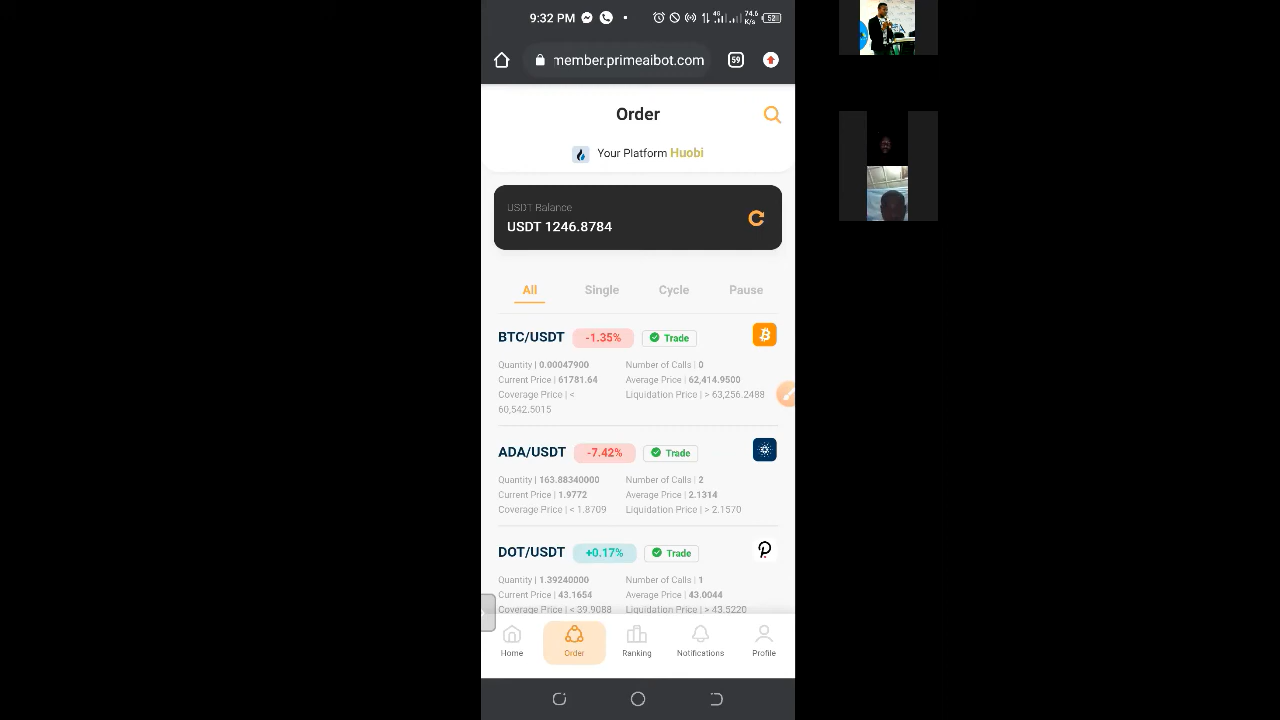 9:32 PM
4G 74.6 K/s 52
member.primeaibot.com 59
Order
Your Platform Huobi
USDT Balance
USDT 1246.8784
All Single Cycle Pause
BTC/USDT -1.35% Trade
Quantity | 0.00047900 Number of Calls | 0
Current Price | 61781.64 Average Price | 62,414.9500
Coverage Price | < Liquidation Price | > 63,256.2488
60,542.5015
ADA/USDT -7.42% Trade
Quantity | 163.88340000 Number of Calls | 2
Current Price | 1.9772 Average Price | 2.1314
Coverage Price | < 1.8709 Liquidation Price | > 2.1570
DOT/USDT +0.17% Trade
Quantity | 1.39240000 Number of Calls | 1
Current Price | 43.1654 Average Price | 43.0044
Coverage Price | < 39.9088 Liquidation Price | > 43.5220
Home Order Ranking Notifications Profile